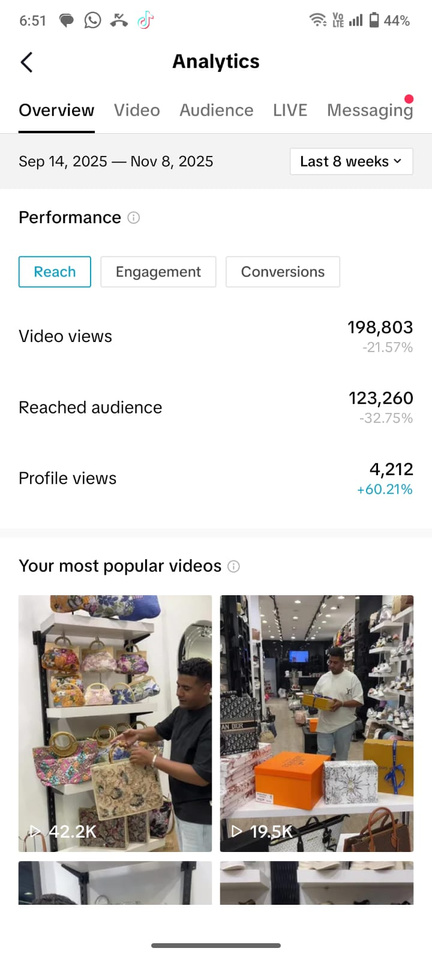 6:51
VO
LTE
44%
Analytics
Overview Video Audience LIVE Messaging
Sep 14, 2025 — Nov 8, 2025
Last 8 weeks
Performance
Reach Engagement Conversions
Video views
198,803
-21.57%
Reached audience
123,260
-32.75%
Profile views
4,212
+60.21%
Your most popular videos
42.2K
19.5K